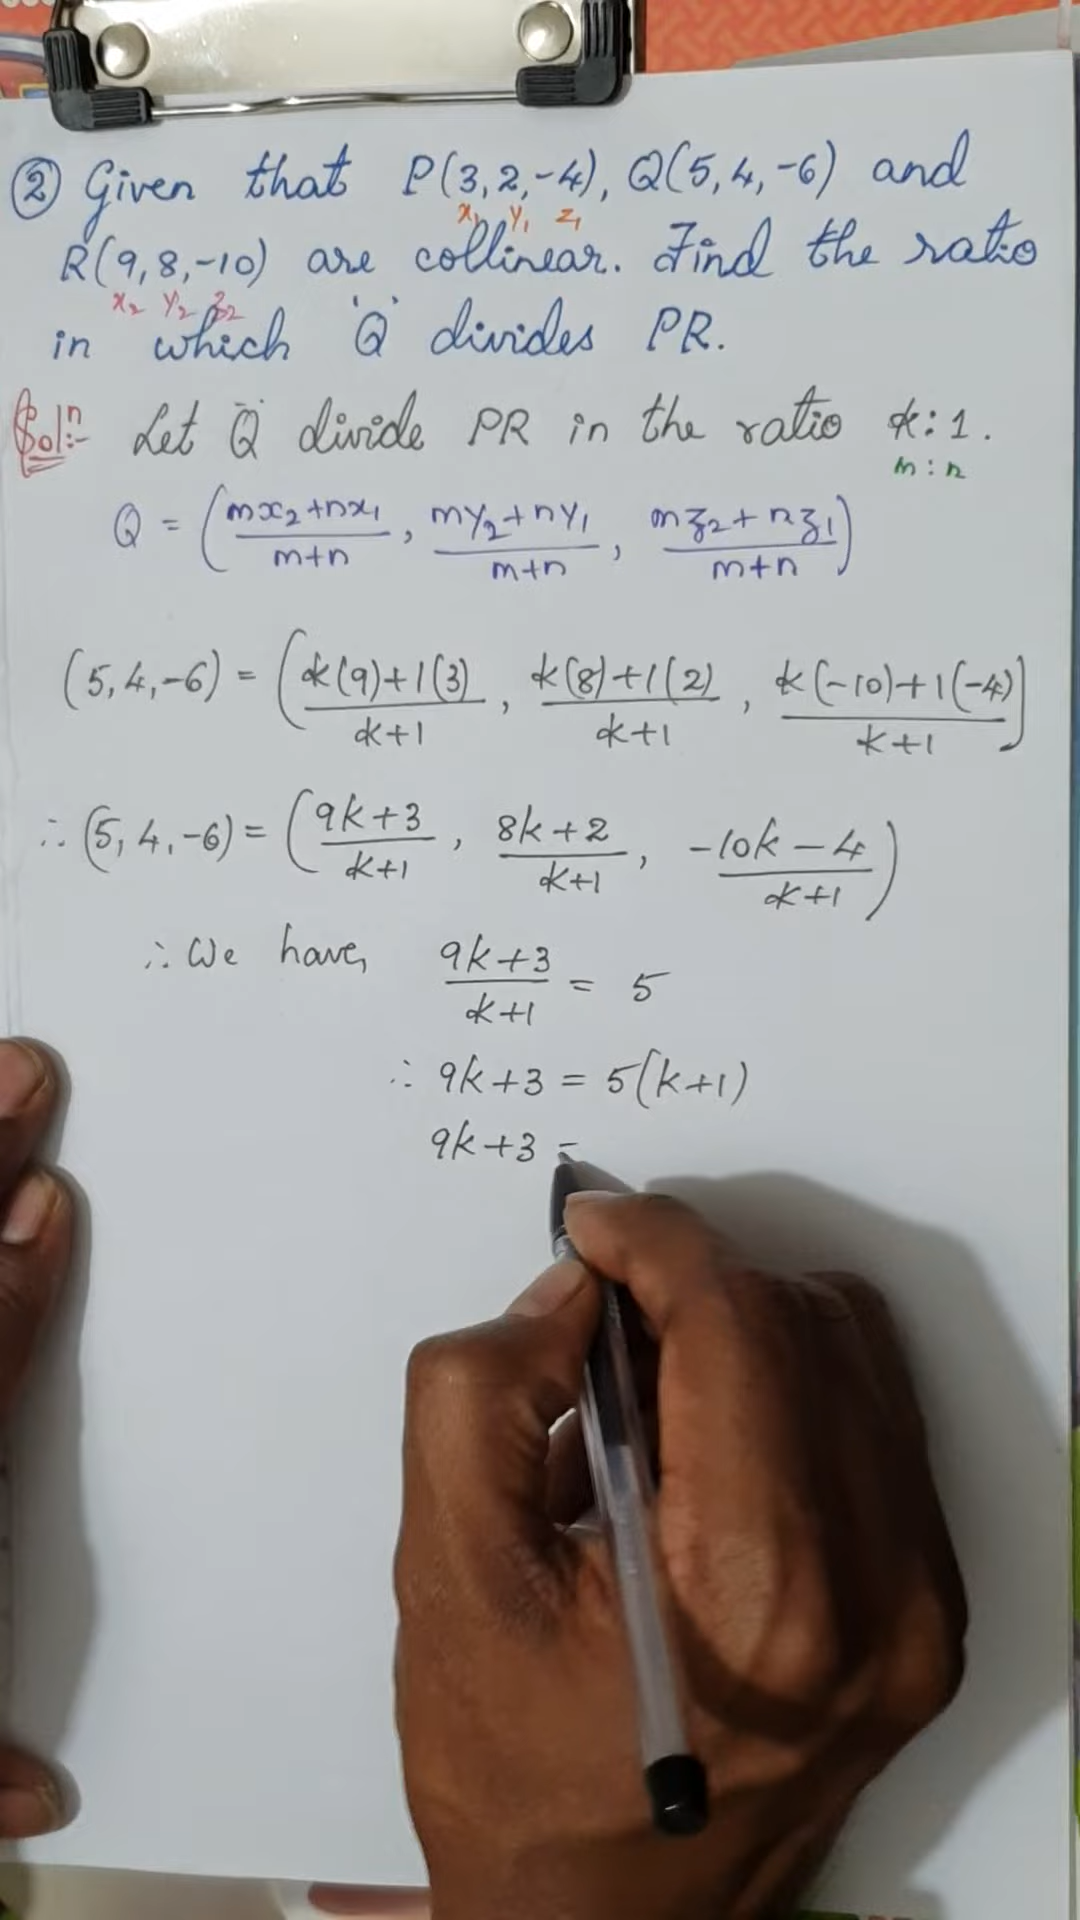 ② Given that P(3,2,-4), Q(5,4,-6) and
x₁ y₁ z₁
R(9,8,-10) are collinear. Find the ratio
x₂ y₂ z₂
in which 'Q' divides PR.
Solⁿ:- Let Q divide PR in the ratio k:1.
m:n
Q = ((mx₂+nx₁)/(m+n), (my₂+ny₁)/(m+n), (mz₂+nz₁)/(m+n))
(5,4,-6) = ((k(9)+1(3))/(k+1), (k(8)+1(2))/(k+1), (k(-10)+1(-4))/(k+1))
∴ (5,4,-6) = ((9k+3)/(k+1), (8k+2)/(k+1), (-10k-4)/(k+1))
∴ We have, (9k+3)/(k+1) = 5
∴ 9k+3 = 5(k+1)
9k+3 =